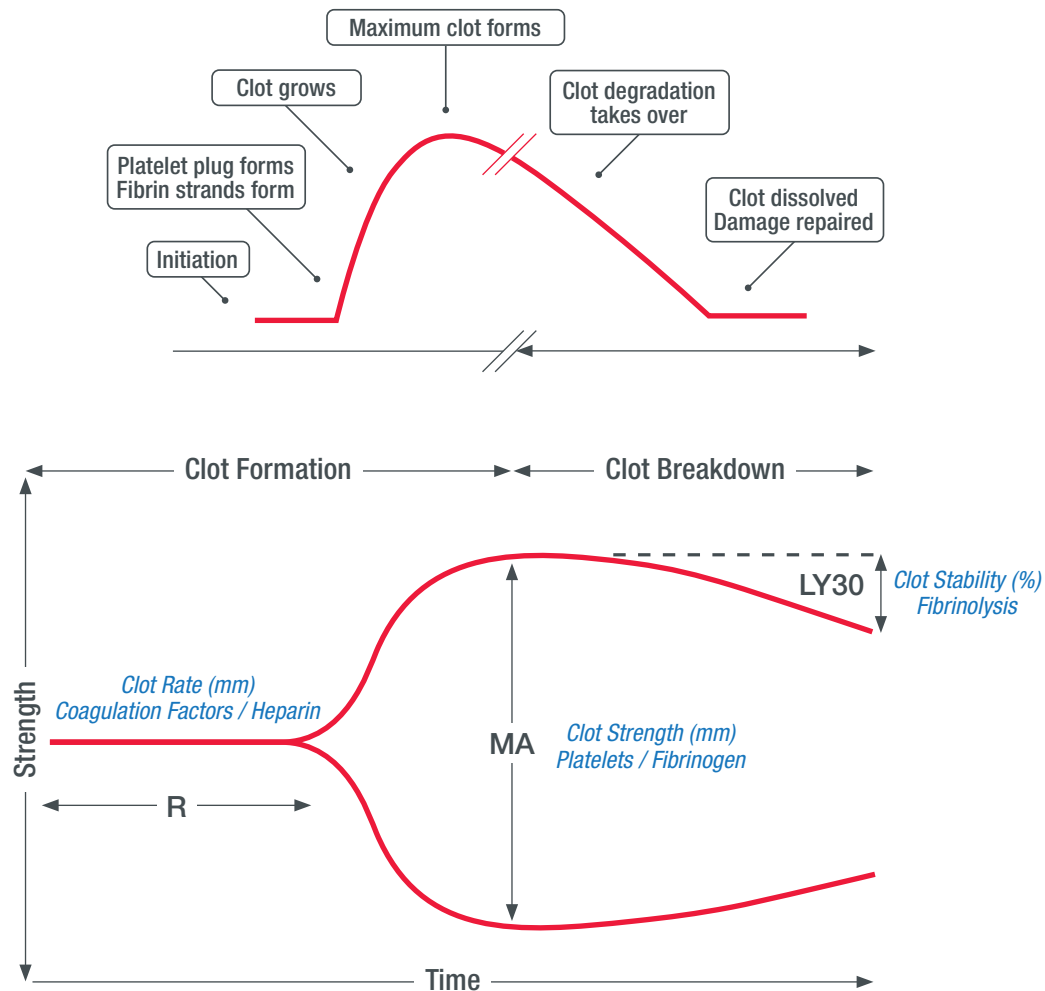 Maximum clot forms
Clot grows
Clot degradation
takes over
Platelet plug forms
Fibrin strands form
Clot dissolved
Damage repaired
Initiation
Clot Formation
Clot Breakdown
LY30
Clot Stability (%)
Fibrinolysis
Clot Rate (mm)
Coagulation Factors / Heparin
Strength
MA
Clot Strength (mm)
Platelets / Fibrinogen
R
Time